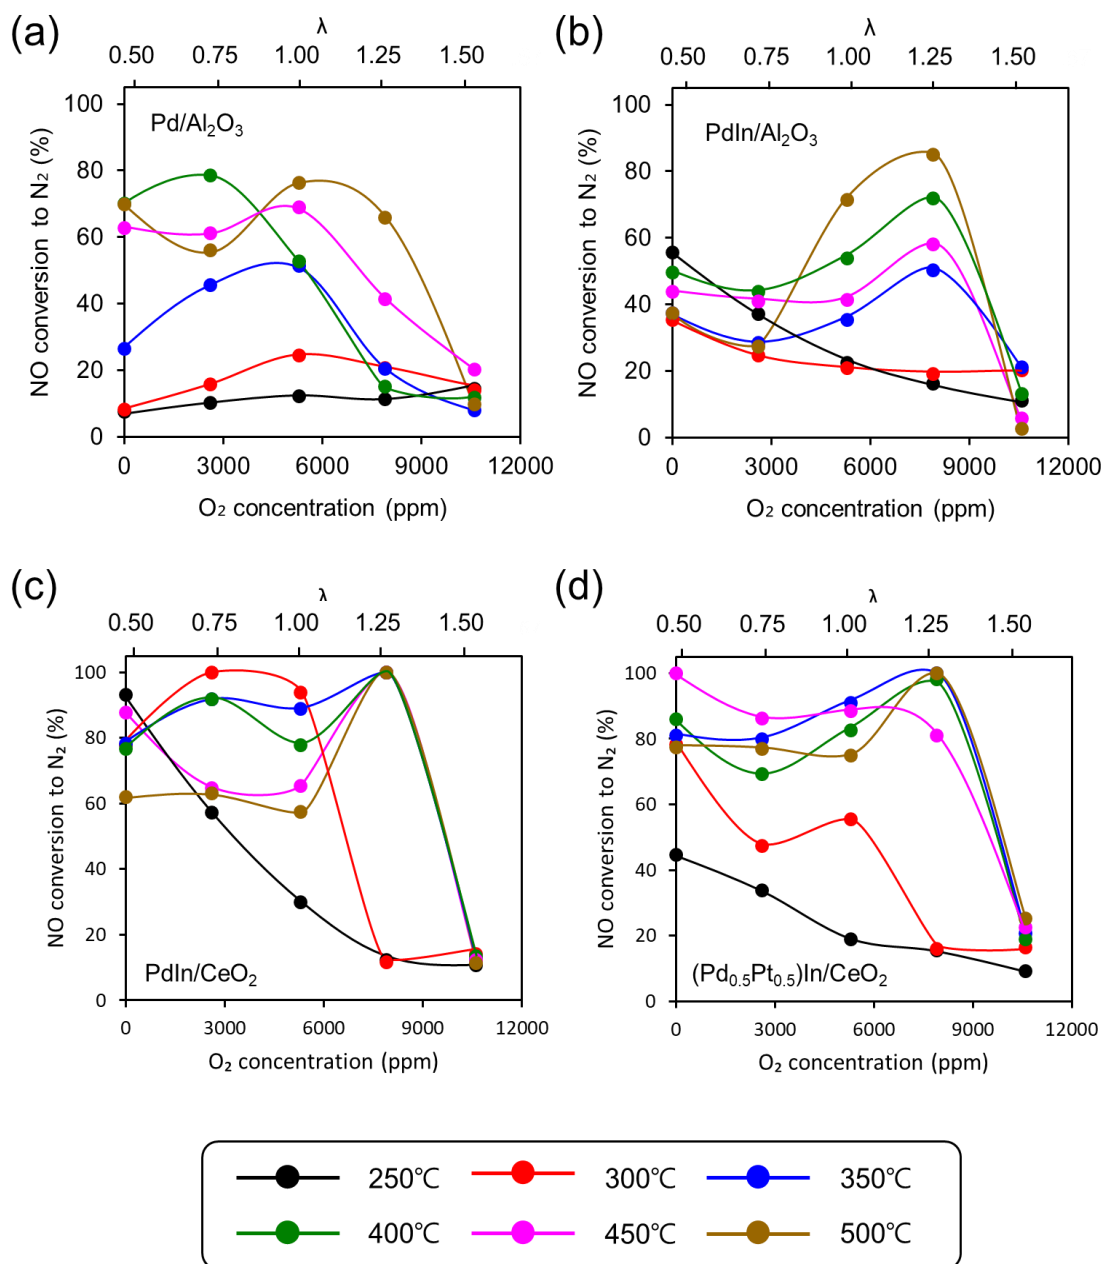 (a)
λ
0.50 0.75 1.00 1.25 1.50
NO conversion to N₂ (%)
100
80
60
40
20
0
Pd/Al₂O₃
0 3000 6000 9000 12000
O₂ concentration (ppm)
(b)
λ
0.50 0.75 1.00 1.25 1.50
NO conversion to N₂ (%)
100
80
60
40
20
0
PdIn/Al₂O₃
0 3000 6000 9000 12000
O₂ concentration (ppm)
(c)
λ
0.50 0.75 1.00 1.25 1.50
NO conversion to N₂ (%)
100
80
60
40
20
0
PdIn/CeO₂
0 3000 6000 9000 12000
O₂ concentration (ppm)
(d)
λ
0.50 0.75 1.00 1.25 1.50
NO conversion to N₂ (%)
100
80
60
40
20
0
(Pd₀.₅Pt₀.₅)In/CeO₂
0 3000 6000 9000 12000
O₂ concentration (ppm)
250℃ 300℃ 350℃
400℃ 450℃ 500℃